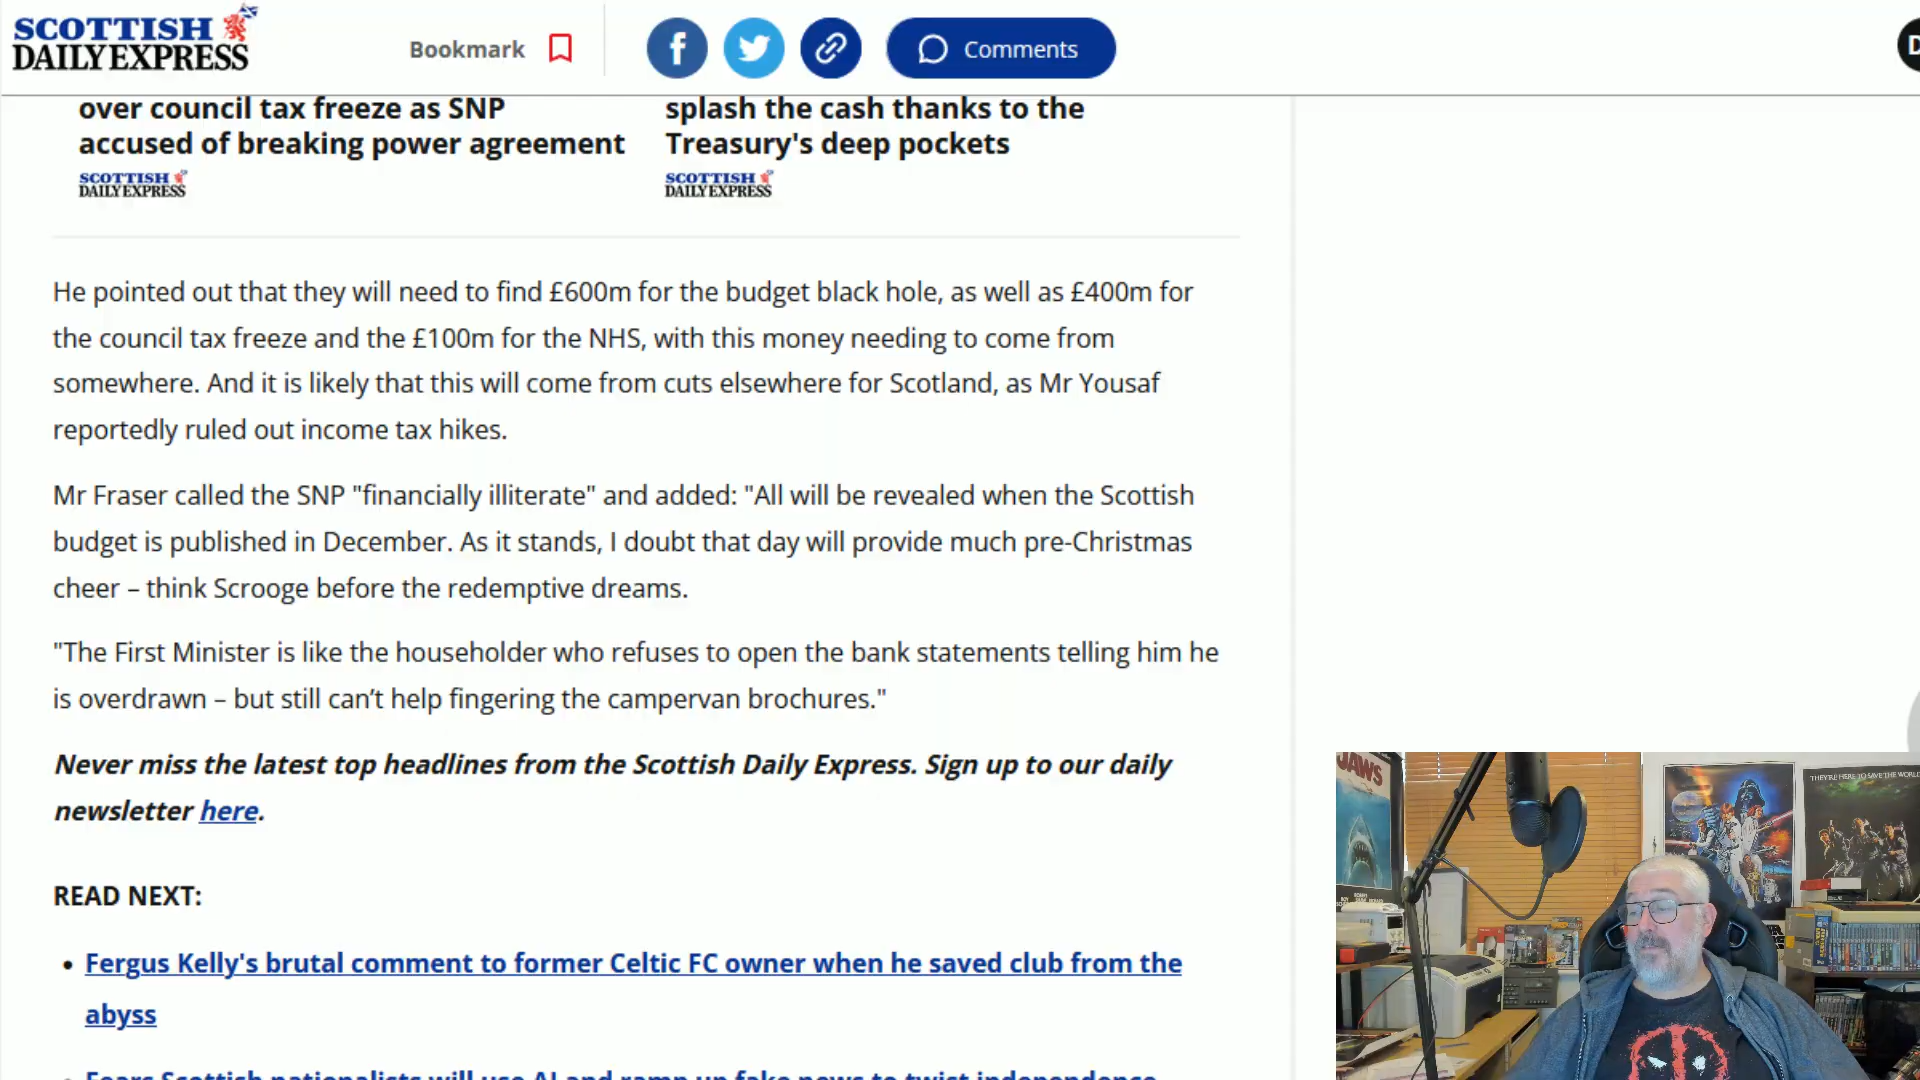 SCOTTISH
DAILY EXPRESS
Bookmark
Comments
over council tax freeze as SNP
accused of breaking power agreement
SCOTTISH
DAILY EXPRESS
splash the cash thanks to the
Treasury's deep pockets
SCOTTISH
DAILY EXPRESS
He pointed out that they will need to find £600m for the budget black hole, as well as £400m for
the council tax freeze and the £100m for the NHS, with this money needing to come from
somewhere. And it is likely that this will come from cuts elsewhere for Scotland, as Mr Yousaf
reportedly ruled out income tax hikes.
Mr Fraser called the SNP "financially illiterate" and added: "All will be revealed when the Scottish
budget is published in December. As it stands, I doubt that day will provide much pre-Christmas
cheer – think Scrooge before the redemptive dreams.
"The First Minister is like the householder who refuses to open the bank statements telling him he
is overdrawn – but still can’t help fingering the campervan brochures."
Never miss the latest top headlines from the Scottish Daily Express. Sign up to our daily
newsletter here.
READ NEXT:
Fergus Kelly's brutal comment to former Celtic FC owner when he saved club from the
abyss
Fears Scottish nationalists will use AI and ramp up fake news to twist independence
JAWS
THEY'RE HERE TO SAVE THE WORLD